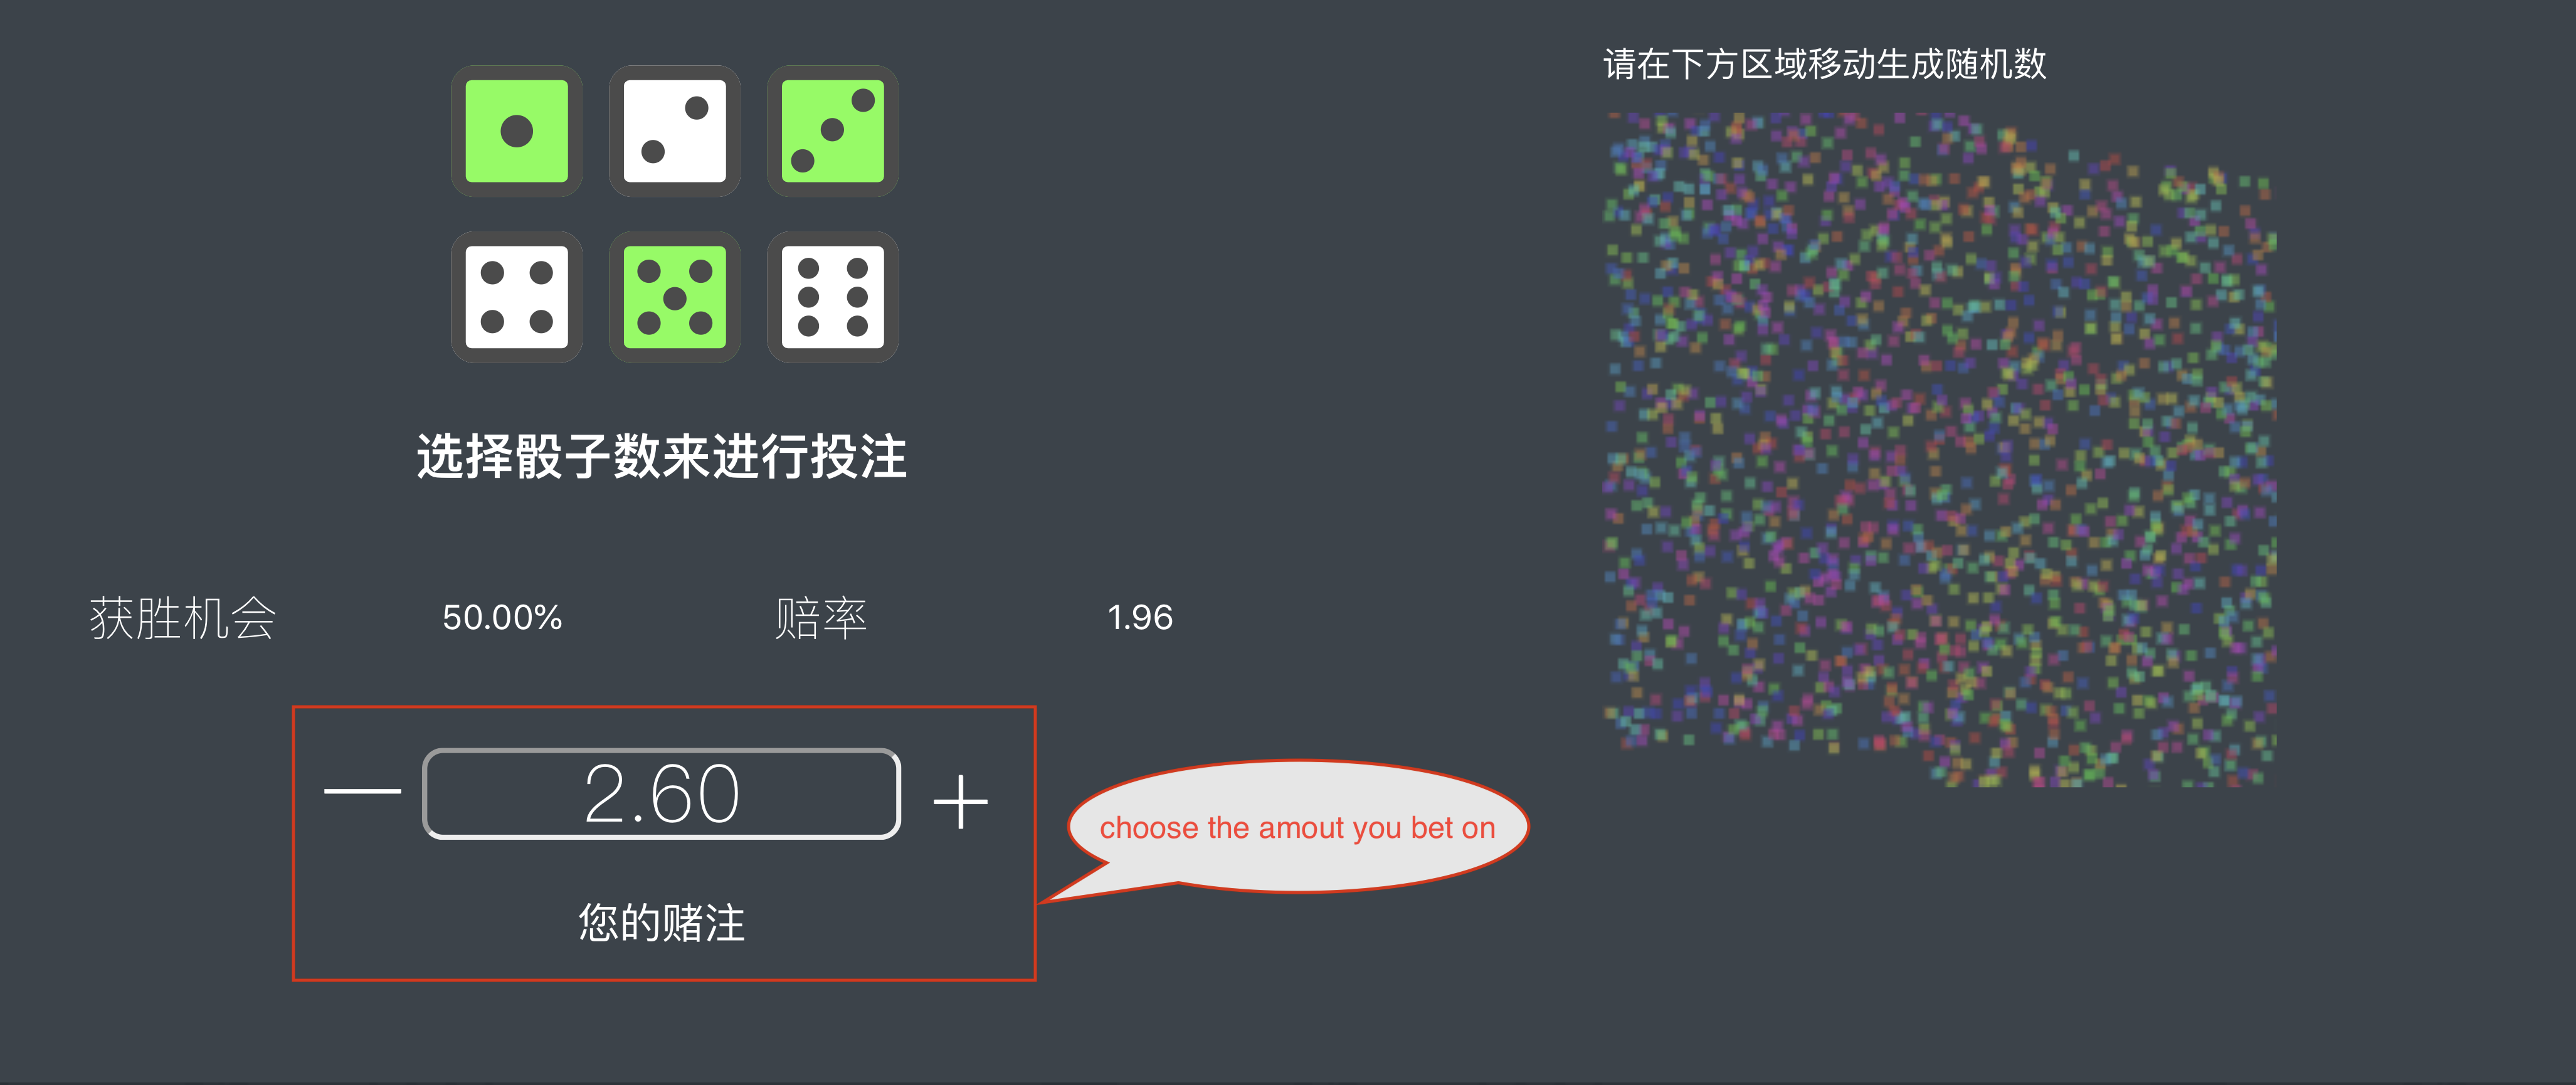 请在下方区域移动生成随机数
选择骰子数来进行投注
获胜机会 50.00% 赔率 1.96
2.60
choose the amout you bet on
您的赌注